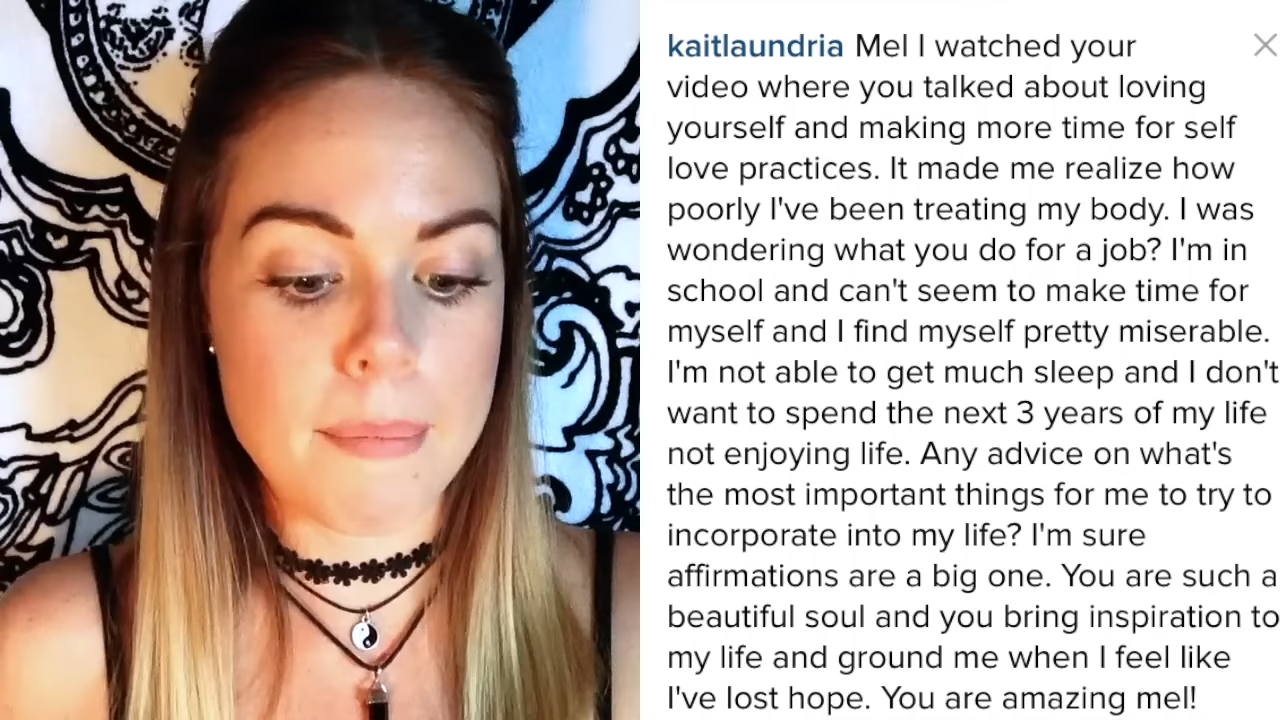 kaitlaundria Mel I watched your
video where you talked about loving
yourself and making more time for self
love practices. It made me realize how
poorly I've been treating my body. I was
wondering what you do for a job? I'm in
school and can't seem to make time for
myself and I find myself pretty miserable.
I'm not able to get much sleep and I don't
want to spend the next 3 years of my life
not enjoying life. Any advice on what's
the most important things for me to try to
incorporate into my life? I'm sure
affirmations are a big one. You are such a
beautiful soul and you bring inspiration to
my life and ground me when I feel like
I've lost hope. You are amazing mel!